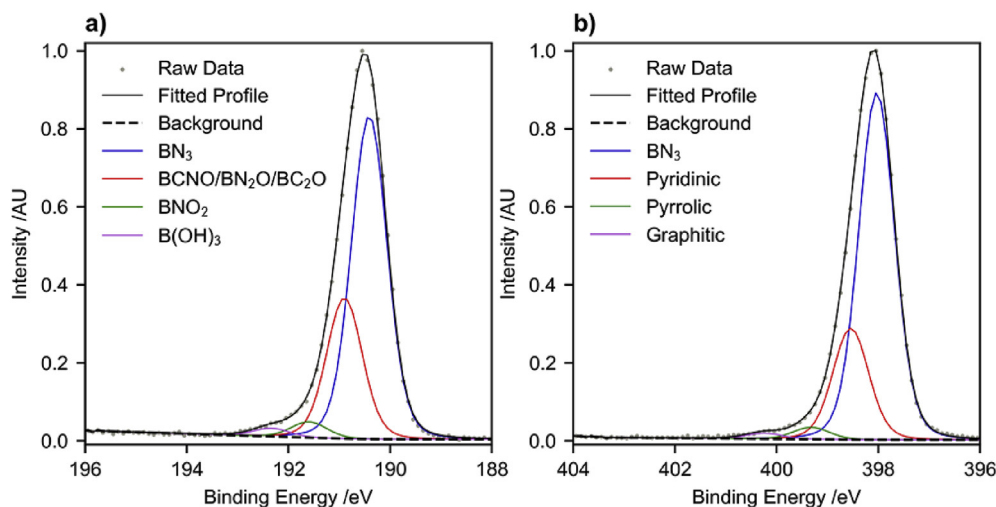 a)
1.0
0.8
0.6
0.4
0.2
0.0
Intensity /AU
Raw Data
Fitted Profile
Background
BN₃
BCNO/BN₂O/BC₂O
BNO₂
B(OH)₃
196 194 192 190 188
Binding Energy /eV
b)
1.0
0.8
0.6
0.4
0.2
0.0
Intensity /AU
Raw Data
Fitted Profile
Background
BN₃
Pyridinic
Pyrrolic
Graphitic
404 402 400 398 396
Binding Energy /eV